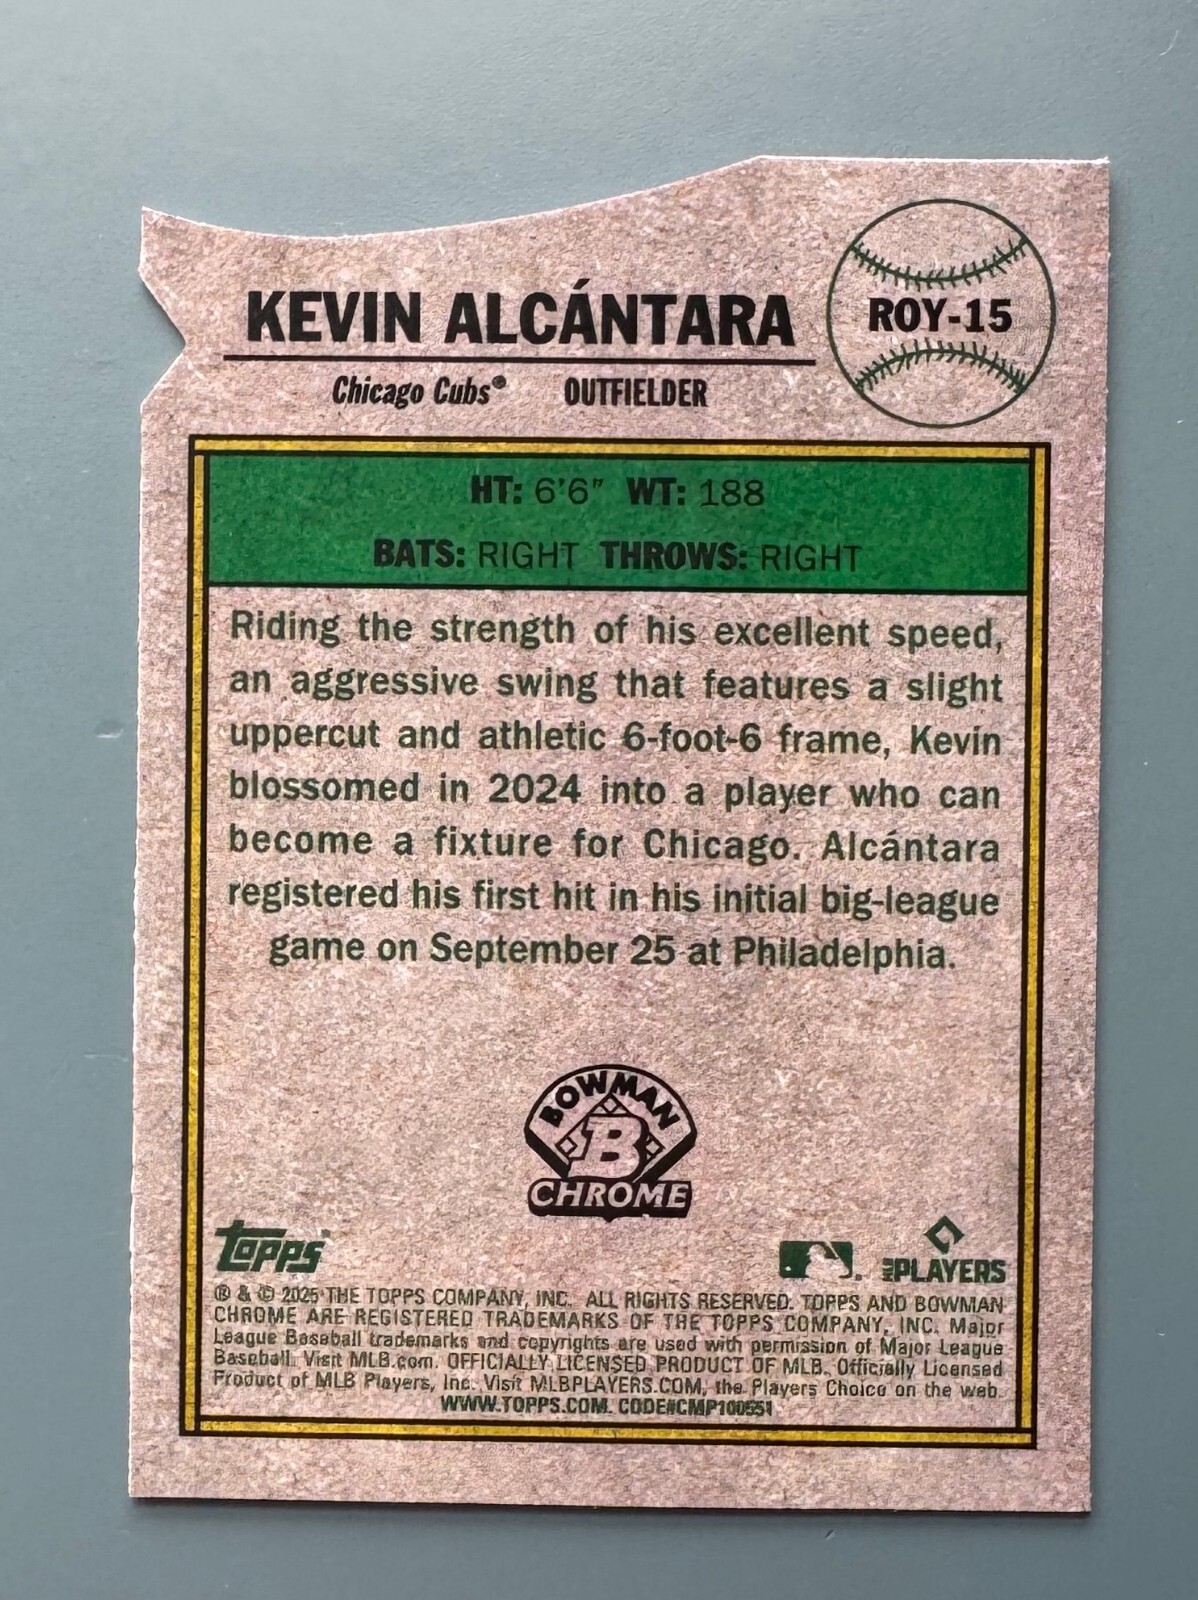 KEVIN ALCÁNTARA
ROY-15
Chicago Cubs® OUTFIELDER
HT: 6'6" WT: 188
BATS: RIGHT THROWS: RIGHT
Riding the strength of his excellent speed,
an aggressive swing that features a slight
uppercut and athletic 6-foot-6 frame, Kevin
blossomed in 2024 into a player who can
become a fixture for Chicago. Alcántara
registered his first hit in his initial big-league
game on September 25 at Philadelphia.
BOWMAN
B
CHROME
Topps
MLB PLAYERS
® & © 2025 THE TOPPS COMPANY, INC. ALL RIGHTS RESERVED. TOPPS AND BOWMAN
CHROME ARE REGISTERED TRADEMARKS OF THE TOPPS COMPANY, INC. Major
League Baseball trademarks and copyrights are used with permission of Major League
Baseball. Visit MLB.com. OFFICIALLY LICENSED PRODUCT OF MLB. Officially Licensed
Product of MLB Players, Inc. Visit MLBPLAYERS.COM, the Players Choice on the web.
WWW.TOPPS.COM. CODE#CMP100551